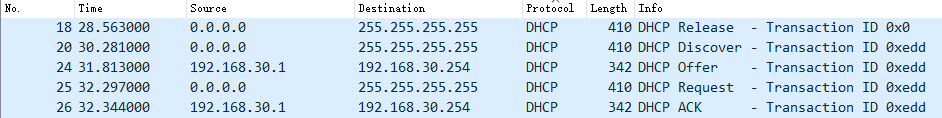 No. Time Source Destination Protocol Length Info
18 28.563000 0.0.0.0 255.255.255.255 DHCP 410 DHCP Release - Transaction ID 0x0
20 30.281000 0.0.0.0 255.255.255.255 DHCP 410 DHCP Discover - Transaction ID 0xedd
24 31.813000 192.168.30.1 192.168.30.254 DHCP 342 DHCP Offer - Transaction ID 0xedd
25 32.297000 0.0.0.0 255.255.255.255 DHCP 410 DHCP Request - Transaction ID 0xedd
26 32.344000 192.168.30.1 192.168.30.254 DHCP 342 DHCP ACK - Transaction ID 0xedd